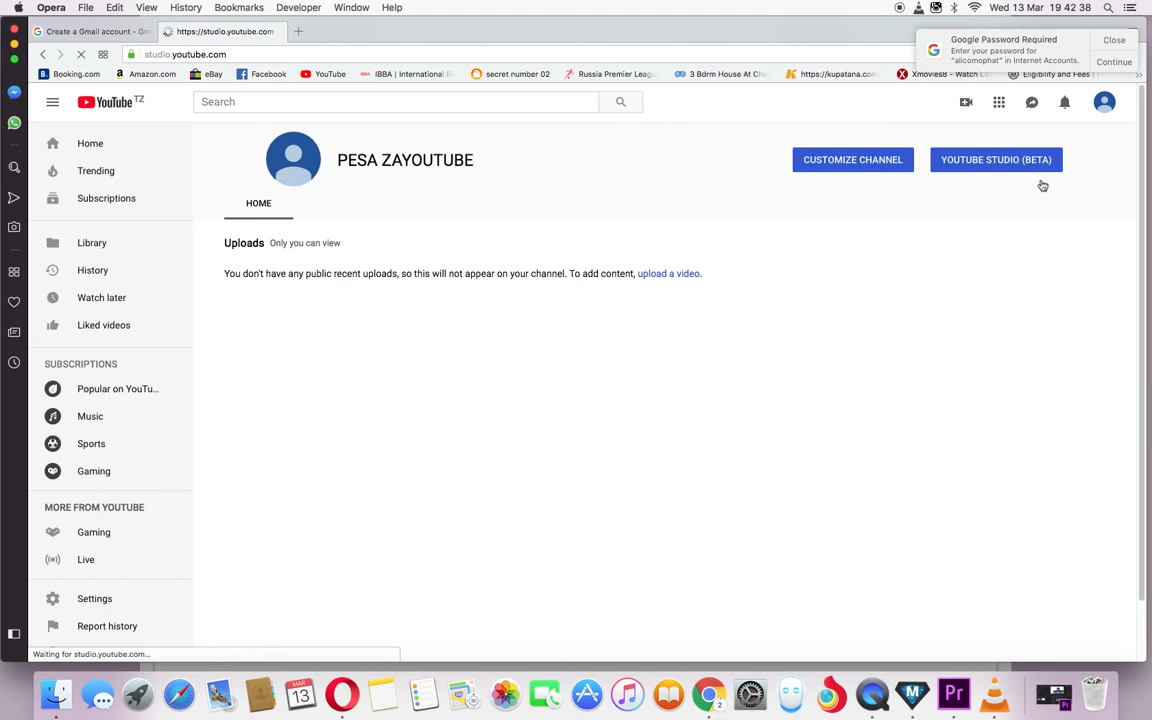 Opera File Edit View History Bookmarks Developer Window Help Wed 13 Mar 19 42 38
Create a Gmail account - Gm
https://studio.youtube.com
studio.youtube.com
Google Password Required
Enter your password for
"alicomophat" in Internet Accounts.
Close
Continue
Booking.com Amazon.com eBay Facebook YouTube IBBA | International B secret number 02 Russia Premier Leagu 3 Bdrm House At Ch https://kupatana.com Xmovies8 - Watch Eligibility and Fees |
YouTube TZ
Search
Home
Trending
Subscriptions
Library
History
Watch later
Liked videos
SUBSCRIPTIONS
Popular on YouTu...
Music
Sports
Gaming
MORE FROM YOUTUBE
Gaming
Live
Settings
Report history
PESA ZAYOUTUBE
CUSTOMIZE CHANNEL
YOUTUBE STUDIO (BETA)
HOME
Uploads Only you can view
You don't have any public recent uploads, so this will not appear on your channel. To add content, upload a video.
Waiting for studio.youtube.com...
MAR
13
2
Pr